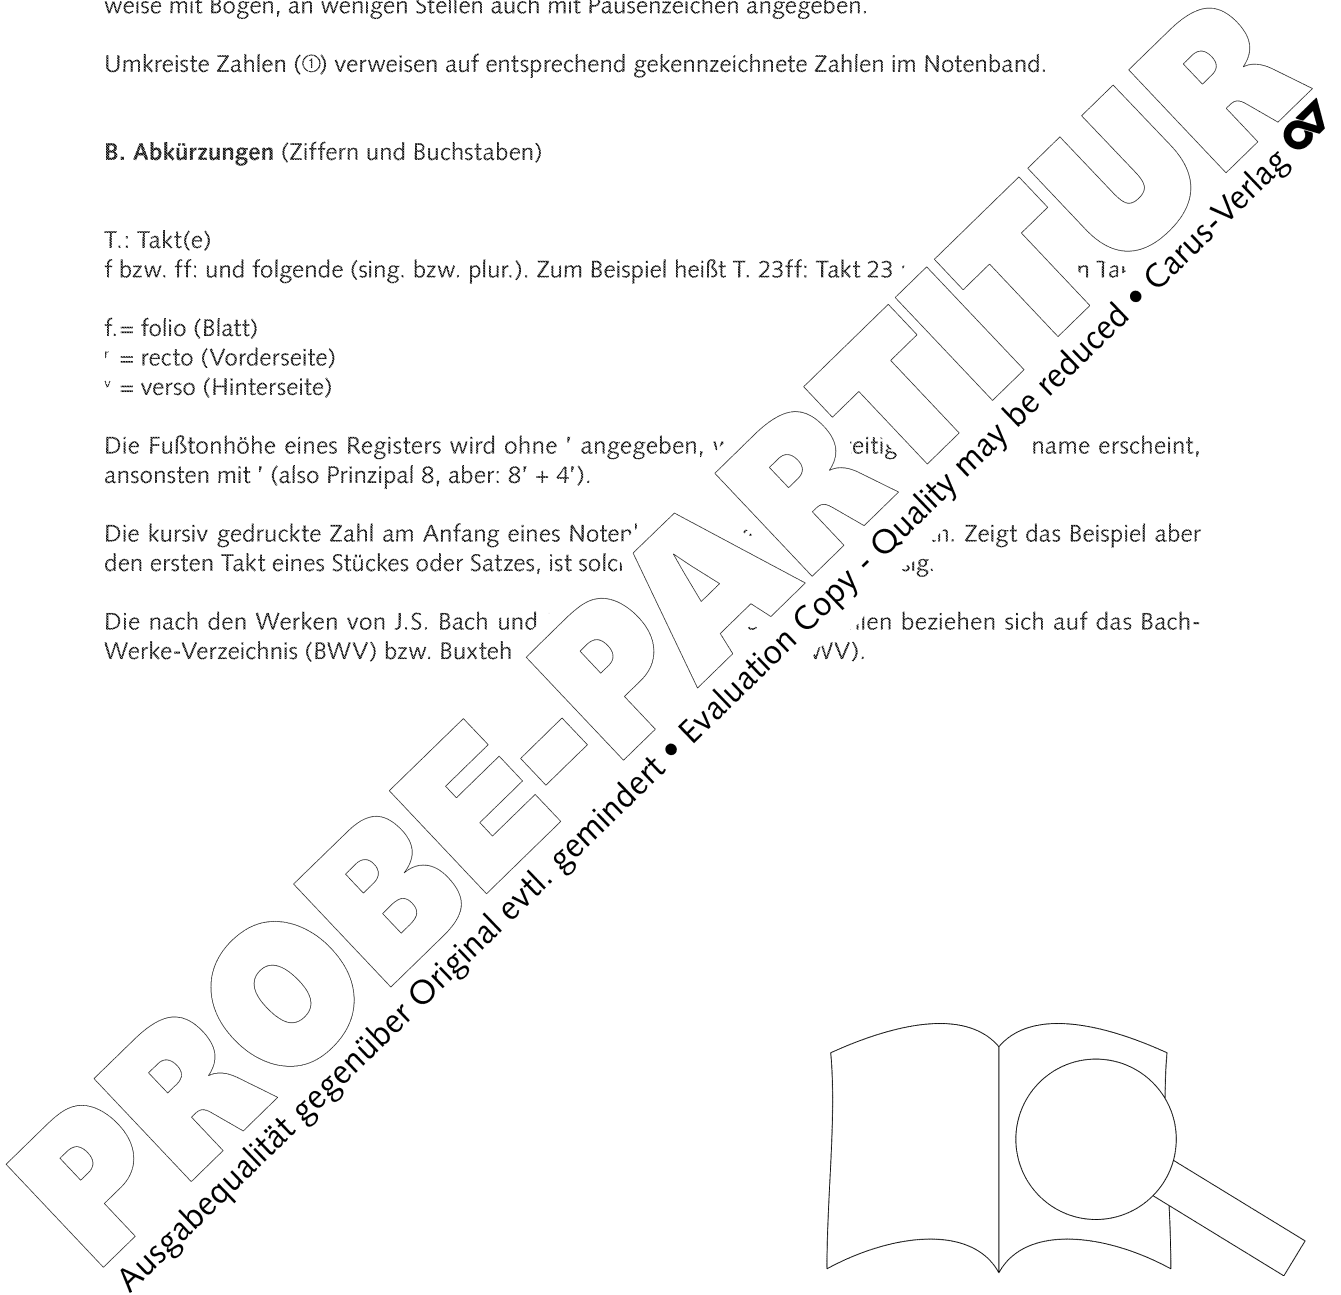 weise mit Bögen, an wenigen Stellen auch mit Pausenzeichen angegeben.
Umkreiste Zahlen (①) verweisen auf entsprechend gekennzeichnete Zahlen im Notenband.
B. Abkürzungen (Ziffern und Buchstaben)
T.: Takt(e)
f bzw. ff: und folgende (sing. bzw. plur.). Zum Beispiel heißt T. 23ff: Takt 23
f.= folio (Blatt)
r = recto (Vorderseite)
v = verso (Hinterseite)
Die Fußtonhöhe eines Registers wird ohne ’ angegeben, name erscheint,
ansonsten mit ’ (also Prinzipal 8, aber: 8’ + 4’).
Die kursiv gedruckte Zahl am Anfang eines Zeigt das Beispiel aber
den ersten Takt eines Stückes oder Satzes, ist
Die nach den Werken von J.S. Bach und beziehen sich auf das Bach-
Werke-Verzeichnis (BWV) bzw.
PROBE-PARTITUR
Ausgabequalität gegenüber Original evtl. gemindert • Evaluation Copy - Quality may be reduced • Carus-Verlag